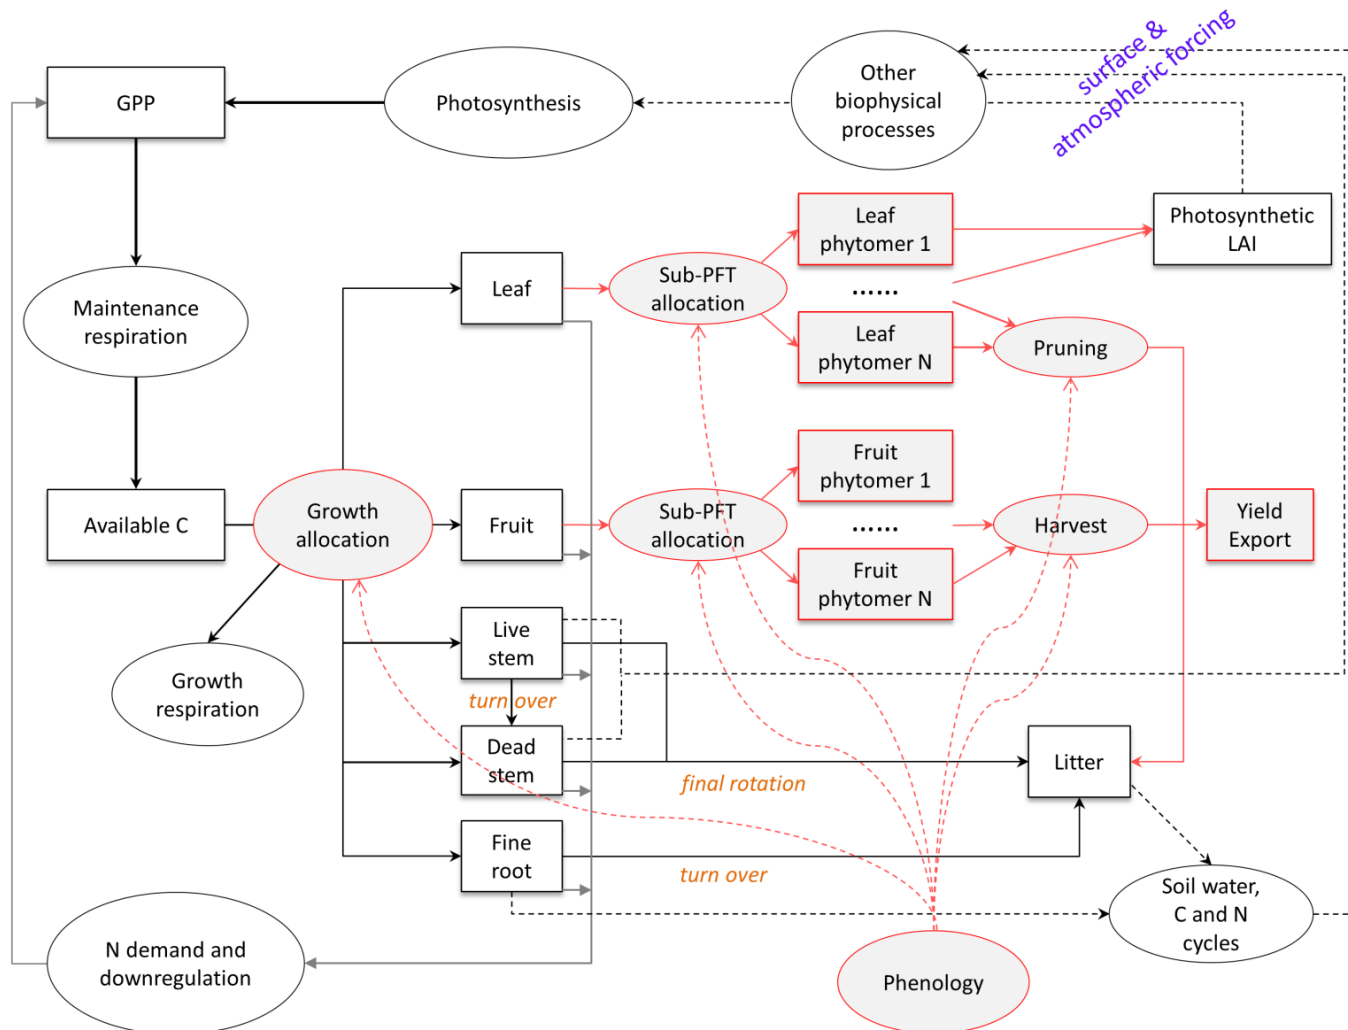 surface &
atmospheric forcing
GPP
Photosynthesis
Other
biophysical
processes
Leaf
phytomer 1
Photosynthetic
LAI
Maintenance
respiration
Leaf
Sub-PFT
allocation
......
Leaf
phytomer N
Pruning
Fruit
phytomer 1
Available C
Growth
allocation
Fruit
Sub-PFT
allocation
......
Harvest
Yield
Export
Fruit
phytomer N
Live
stem
Growth
respiration
turn over
Dead
stem
final rotation
Litter
Fine
root
turn over
Soil water,
C and N
cycles
N demand and
downregulation
Phenology